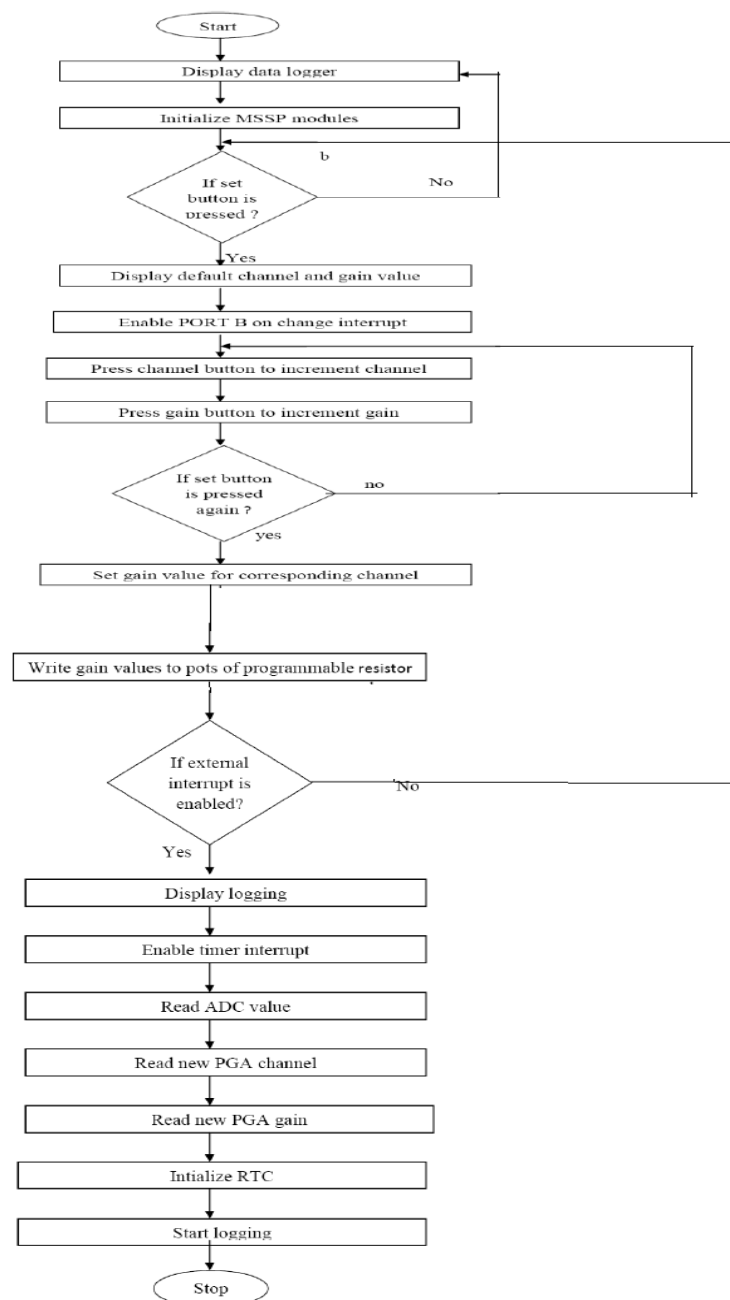 Start
Display data logger
Initialize MSSP modules
b
If set
button is
pressed ?
No
Yes
Display default channel and gain value
Enable PORT B on change interrupt
Press channel button to increment channel
Press gain button to increment gain
If set button
is pressed
again ?
no
yes
Set gain value for corresponding channel
Write gain values to pots of programmable resistor
If external
interrupt is
enabled?
No
Yes
Display logging
Enable timer interrupt
Read ADC value
Read new PGA channel
Read new PGA gain
Intialize RTC
Start logging
Stop